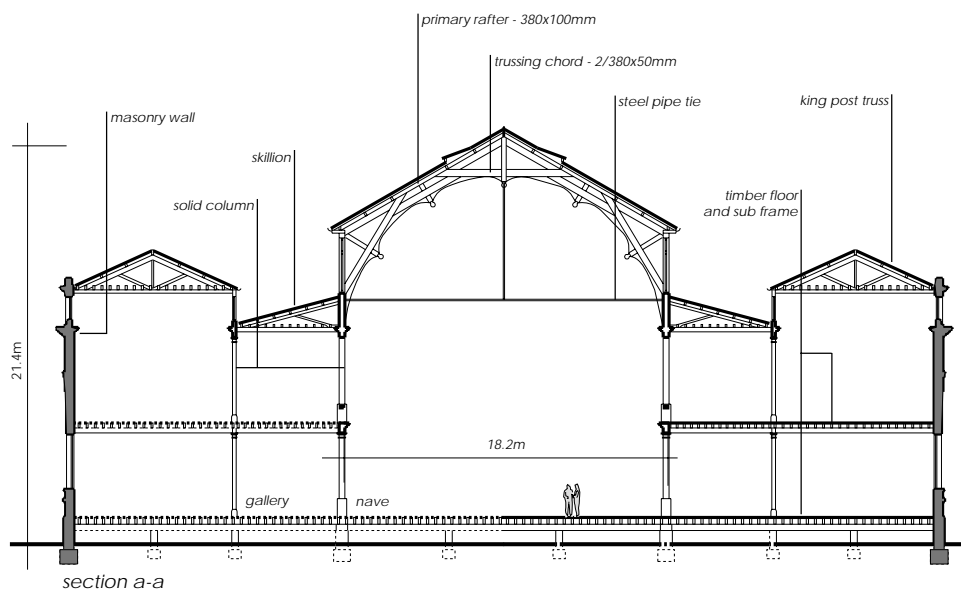 primary rafter - 380x100mm
trussing chord - 2/380x50mm
steel pipe tie
king post truss
masonry wall
skillion
solid column
timber floor
and sub frame
21.4m
18.2m
gallery
nave
section a-a